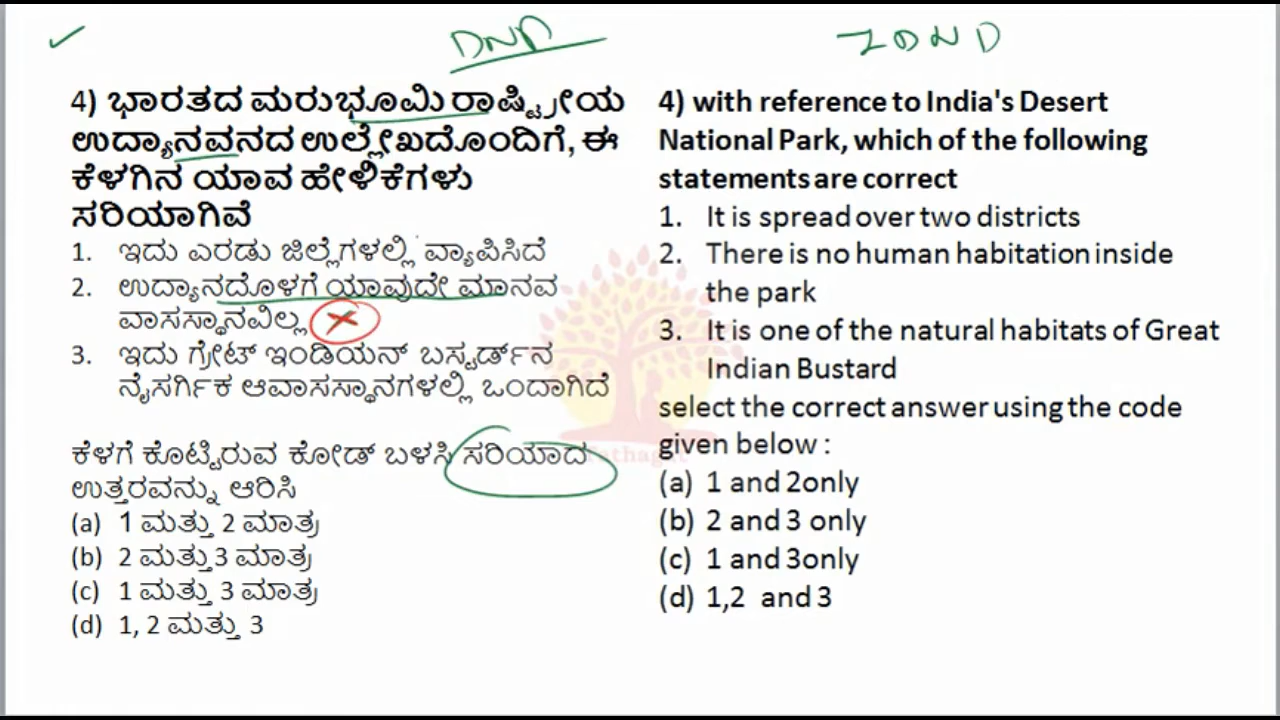 DND
ZOND
4) ಭಾರತದ ಮರುಭೂಮಿ ರಾಷ್ಟ್ರೀಯ
ಉದ್ಯಾನವನದ ಉಲ್ಲೇಖದೊಂದಿಗೆ, ಈ
ಕೆಳಗಿನ ಯಾವ ಹೇಳಿಕೆಗಳು
ಸರಿಯಾಗಿವೆ
1. ಇದು ಎರಡು ಜಿಲ್ಲೆಗಳಲ್ಲಿ ವ್ಯಾಪಿಸಿದೆ
2. ಉದ್ಯಾನದೊಳಗೆ ಯಾವುದೇ ಮಾನವ
ವಾಸಸ್ಥಾನವಿಲ್ಲ
3. ಇದು ಗ್ರೇಟ್ ಇಂಡಿಯನ್ ಬಸ್ಟರ್ಡ್‌ನ
ನೈಸರ್ಗಿಕ ಆವಾಸಸ್ಥಾನಗಳಲ್ಲಿ ಒಂದಾಗಿದೆ
ಕೆಳಗೆ ಕೊಟ್ಟಿರುವ ಕೋಡ್ ಬಳಸಿ ಸರಿಯಾದ
ಉತ್ತರವನ್ನು ಆರಿಸಿ
(a) 1 ಮತ್ತು 2 ಮಾತ್ರ
(b) 2 ಮತ್ತು 3 ಮಾತ್ರ
(c) 1 ಮತ್ತು 3 ಮಾತ್ರ
(d) 1, 2 ಮತ್ತು 3
4) with reference to India's Desert
National Park, which of the following
statements are correct
1. It is spread over two districts
2. There is no human habitation inside
the park
3. It is one of the natural habitats of Great
Indian Bustard
select the correct answer using the code
given below :
(a) 1 and 2only
(b) 2 and 3 only
(c) 1 and 3only
(d) 1,2 and 3